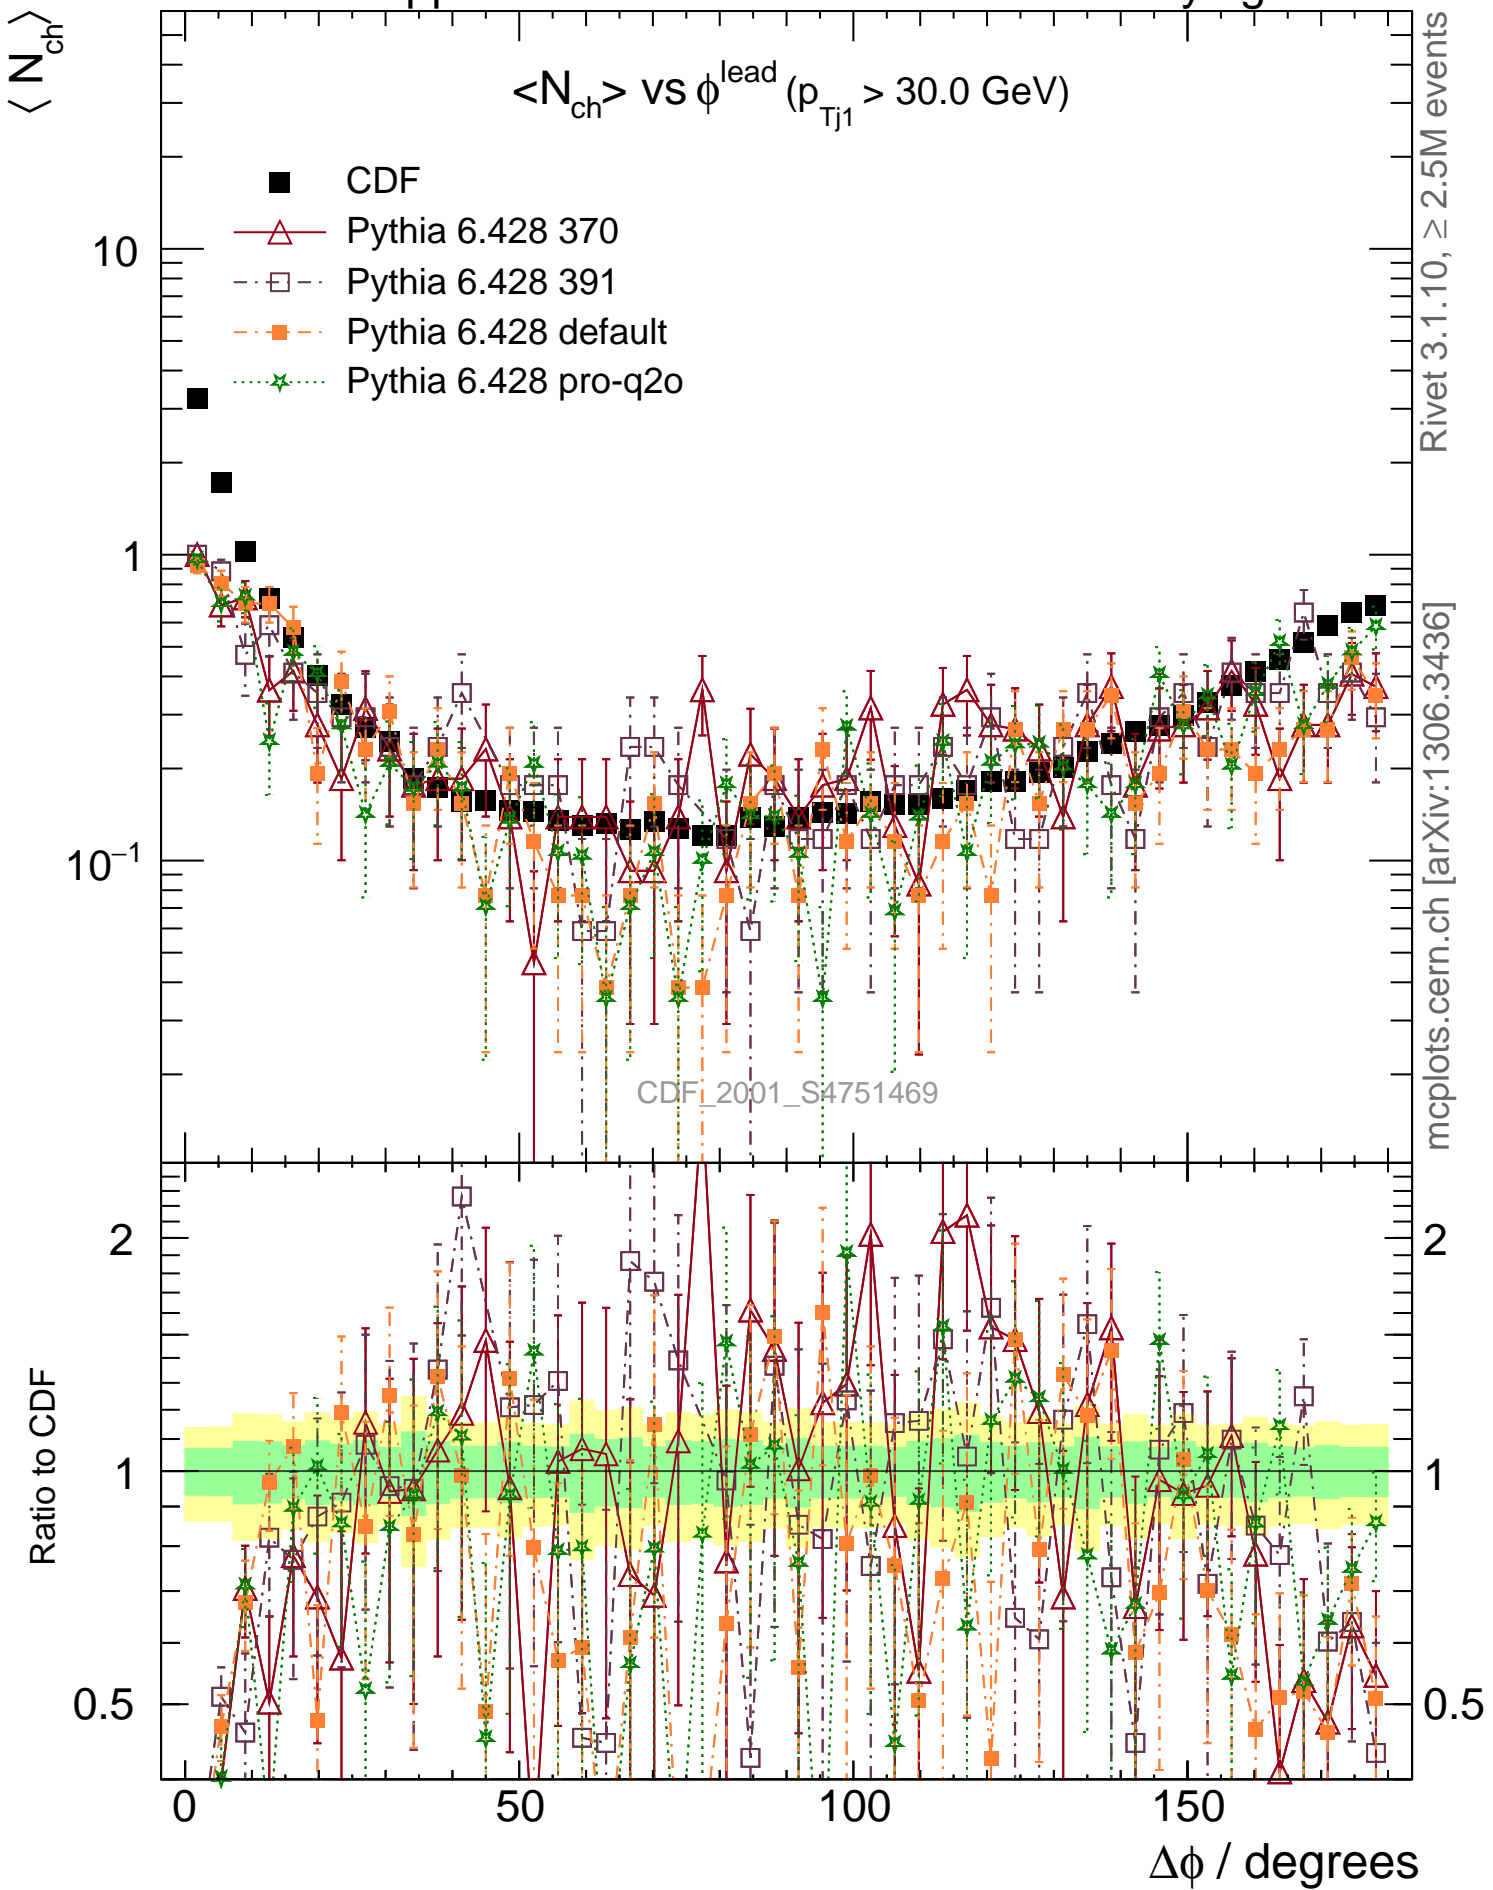 ⟨ N_ch ⟩
<N_ch> vs ϕ^lead (p_Tj1 > 30.0 GeV)
CDF
Pythia 6.428 370
Pythia 6.428 391
Pythia 6.428 default
Pythia 6.428 pro-q2o
10
1
10^−1
CDF_2001_S4751469
Rivet 3.1.10, ≥ 2.5M events
mcplots.cern.ch [arXiv:1306.3436]
Ratio to CDF
2
1
0.5
2
1
0.5
0 50 100 150
Δϕ / degrees